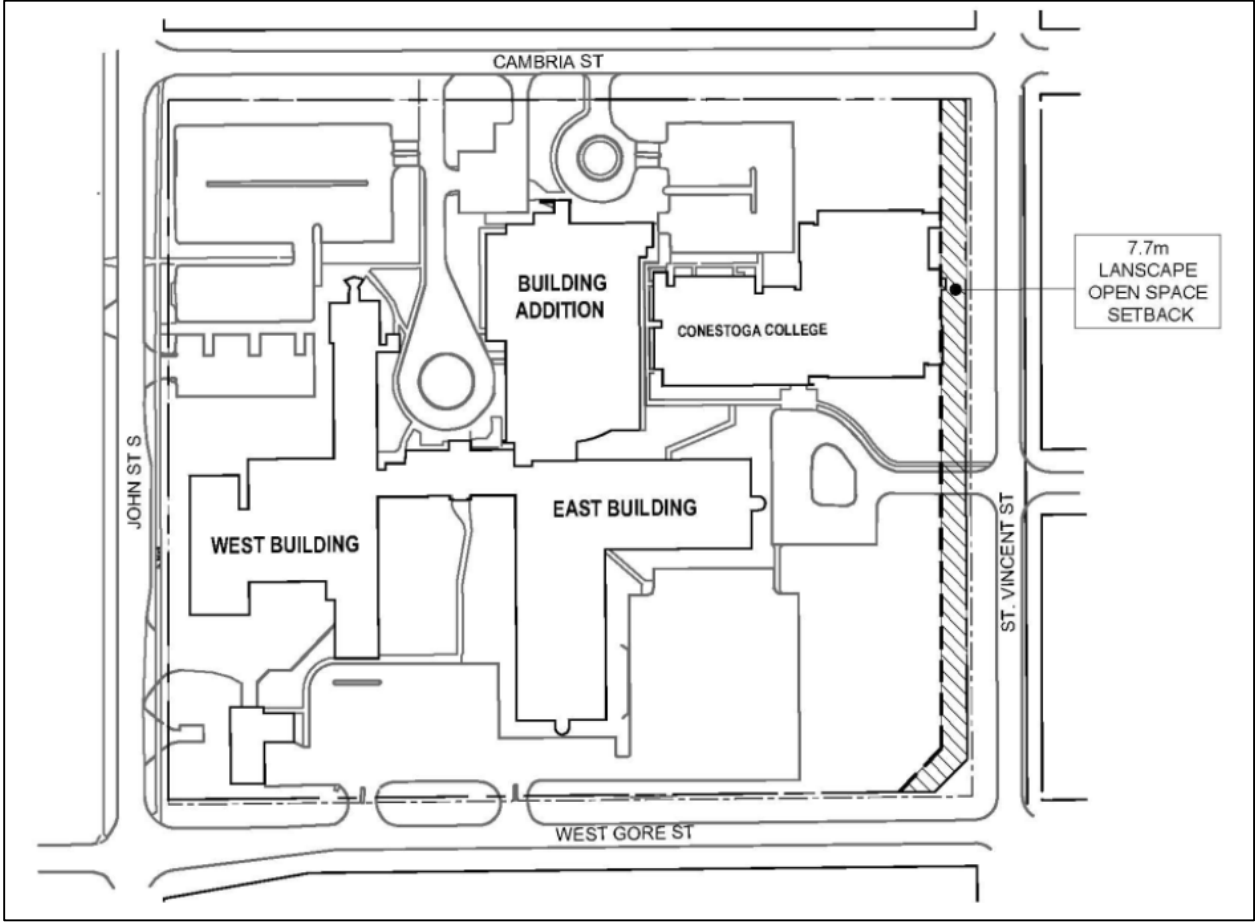 CAMBRIA ST
7.7m
LANSCAPE
OPEN SPACE
SETBACK
BUILDING
ADDITION
CONESTOGA COLLEGE
JOHN ST S
EAST BUILDING
WEST BUILDING
ST. VINCENT ST
WEST GORE ST